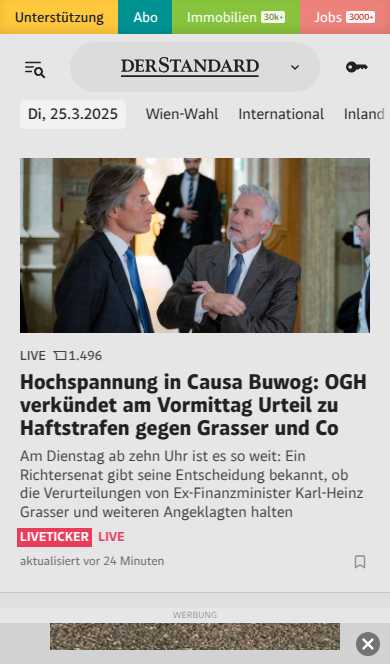 Unterstützung Abo Immobilien 30k+ Jobs 3000+
DERSTANDARD
Di, 25.3.2025 Wien-Wahl International Inland
LIVE 1.496
Hochspannung in Causa Buwog: OGH
verkündet am Vormittag Urteil zu
Haftstrafen gegen Grasser und Co
Am Dienstag ab zehn Uhr ist es so weit: Ein
Richtersenat gibt seine Entscheidung bekannt, ob
die Verurteilungen von Ex-Finanzminister Karl-Heinz
Grasser und weiteren Angeklagten halten
LIVETICKER LIVE
aktualisiert vor 24 Minuten
WERBUNG